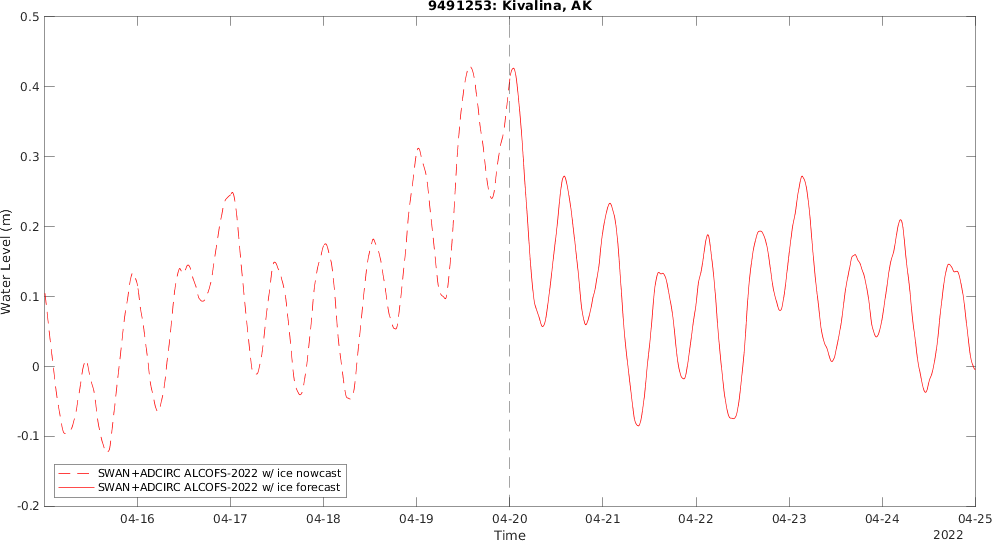 9491253: Kivalina, AK
0.5
0.4
0.3
0.2
0.1
0
-0.1
-0.2
Water Level (m)
SWAN+ADCIRC ALCOFS-2022 w/ ice nowcast
SWAN+ADCIRC ALCOFS-2022 w/ ice forecast
04-16 04-17 04-18 04-19 04-20 04-21 04-22 04-23 04-24 04-25
Time
2022